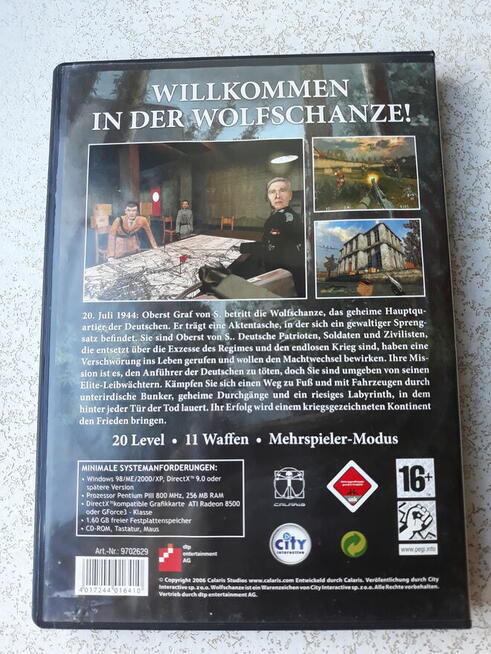 WILLKOMMEN
IN DER WOLFSCHANZE!
20. Juli 1944: Oberst Graf von S. betritt die Wolfschanze, das geheime Hauptqu-
artier der Deutschen. Er trägt eine Aktentasche, in der sich ein gewaltiger Spreng-
satz befindet. Sie sind Oberst von S.. Deutsche Patrioten, Soldaten und Zivilisten,
die entsetzt über die Exzesse des Regimes und den endlosen Krieg sind, haben eine
Verschwörung ins Leben gerufen und wollen den Machtwechsel bewirken. Ihre Mis-
sion ist es, den Anführer der Deutschen zu töten, doch Sie sind umgeben von seinen
Elite-Leibwächtern. Kämpfen Sie sich einen Weg zu Fuß und mit Fahrzeugen durch
unterirdische Bunker, geheime Durchgänge und ein riesiges Labyrinth, in dem
hinter jeder Tür der Tod lauert. Ihr Erfolg wird einem kriegsgezeichneten Kontinent
den Frieden bringen.
20 Level • 11 Waffen • Mehrspieler-Modus
MINIMALE SYSTEMANFORDERUNGEN:
• Windows 98/ME/2000/XP, DirectX® 9.0 oder
spätere Version
• Prozessor Pentium PIII 800 MHz, 256 MB RAM
• DirectX®kompatible Grafikkarte ATI Radeon 8500
oder GForce3 - Klasse
• 1.60 GB freier Festplattenspeicher
• CD-ROM, Tastatur, Maus
CALARIS
USK
16+
www.pegi.info
Art.-Nr.: 9702629
4017244016410
dtp
entertainment
AG
CITY
interactive
© Copyright 2006 Calaris Studios www.calaris.com Entwickelt durch Calaris. Veröffentlichung durch City
Interactive sp. z o.o. Wolfschanze ist ein Warenzeichen von City Interactive sp. z o.o. Alle Rechte vorbehalten.
Vertrieb durch dtp entertainment AG.